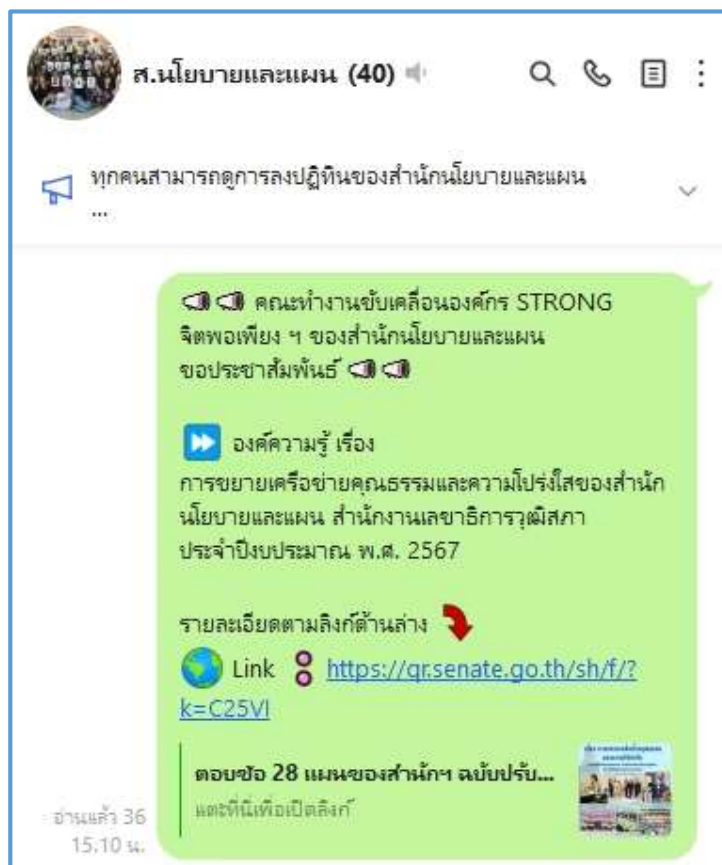 ส.นโยบายและแผน (40)
ทุกคนสามารถดูการลงปฏิทินของสำนักนโยบายและแผน
...
คณะทำงานขับเคลื่อนองค์กร STRONG
จิตพอเพียง ฯ ของสำนักนโยบายและแผน
ขอประชาสัมพันธ์
องค์ความรู้ เรื่อง
การขยายเครือข่ายคุณธรรมและความโปร่งใสของสำนัก
นโยบายและแผน สำนักงานเลขาธิการวุฒิสภา
ประจำปีงบประมาณ พ.ศ. 2567
รายละเอียดตามลิงก์ด้านล่าง
Link https://qr.senate.go.th/sh/f/?
k=C25VI
ตอบข้อ 28 แผนของสำนักฯ ฉบับปรับ...
แตะที่นี่เพื่อเปิดลิงก์
อ่านแล้ว 36
15.10 น.